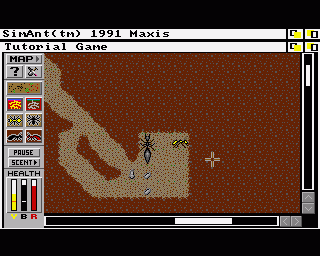 SimAnt(tm) 1991 Maxis
Tutorial Game
MAP
?
PAUSE
SCENT
HEALTH
Y B R